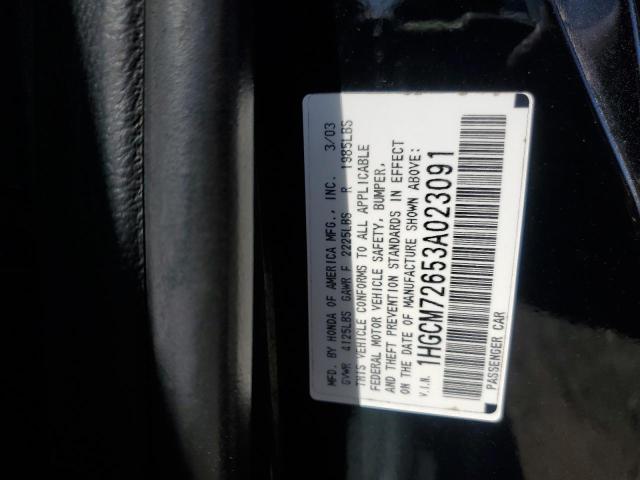 MFD. BY HONDA OF AMERICA MFG., INC. 3/03
GVWR 4125LBS GAWR F 2225LBS R 1985LBS
THIS VEHICLE CONFORMS TO ALL APPLICABLE
FEDERAL MOTOR VEHICLE SAFETY, BUMPER,
AND THEFT PREVENTION STANDARDS IN EFFECT
ON THE DATE OF MANUFACTURE SHOWN ABOVE:
V.I.N. 1HGCM72653A023091
PASSENGER CAR